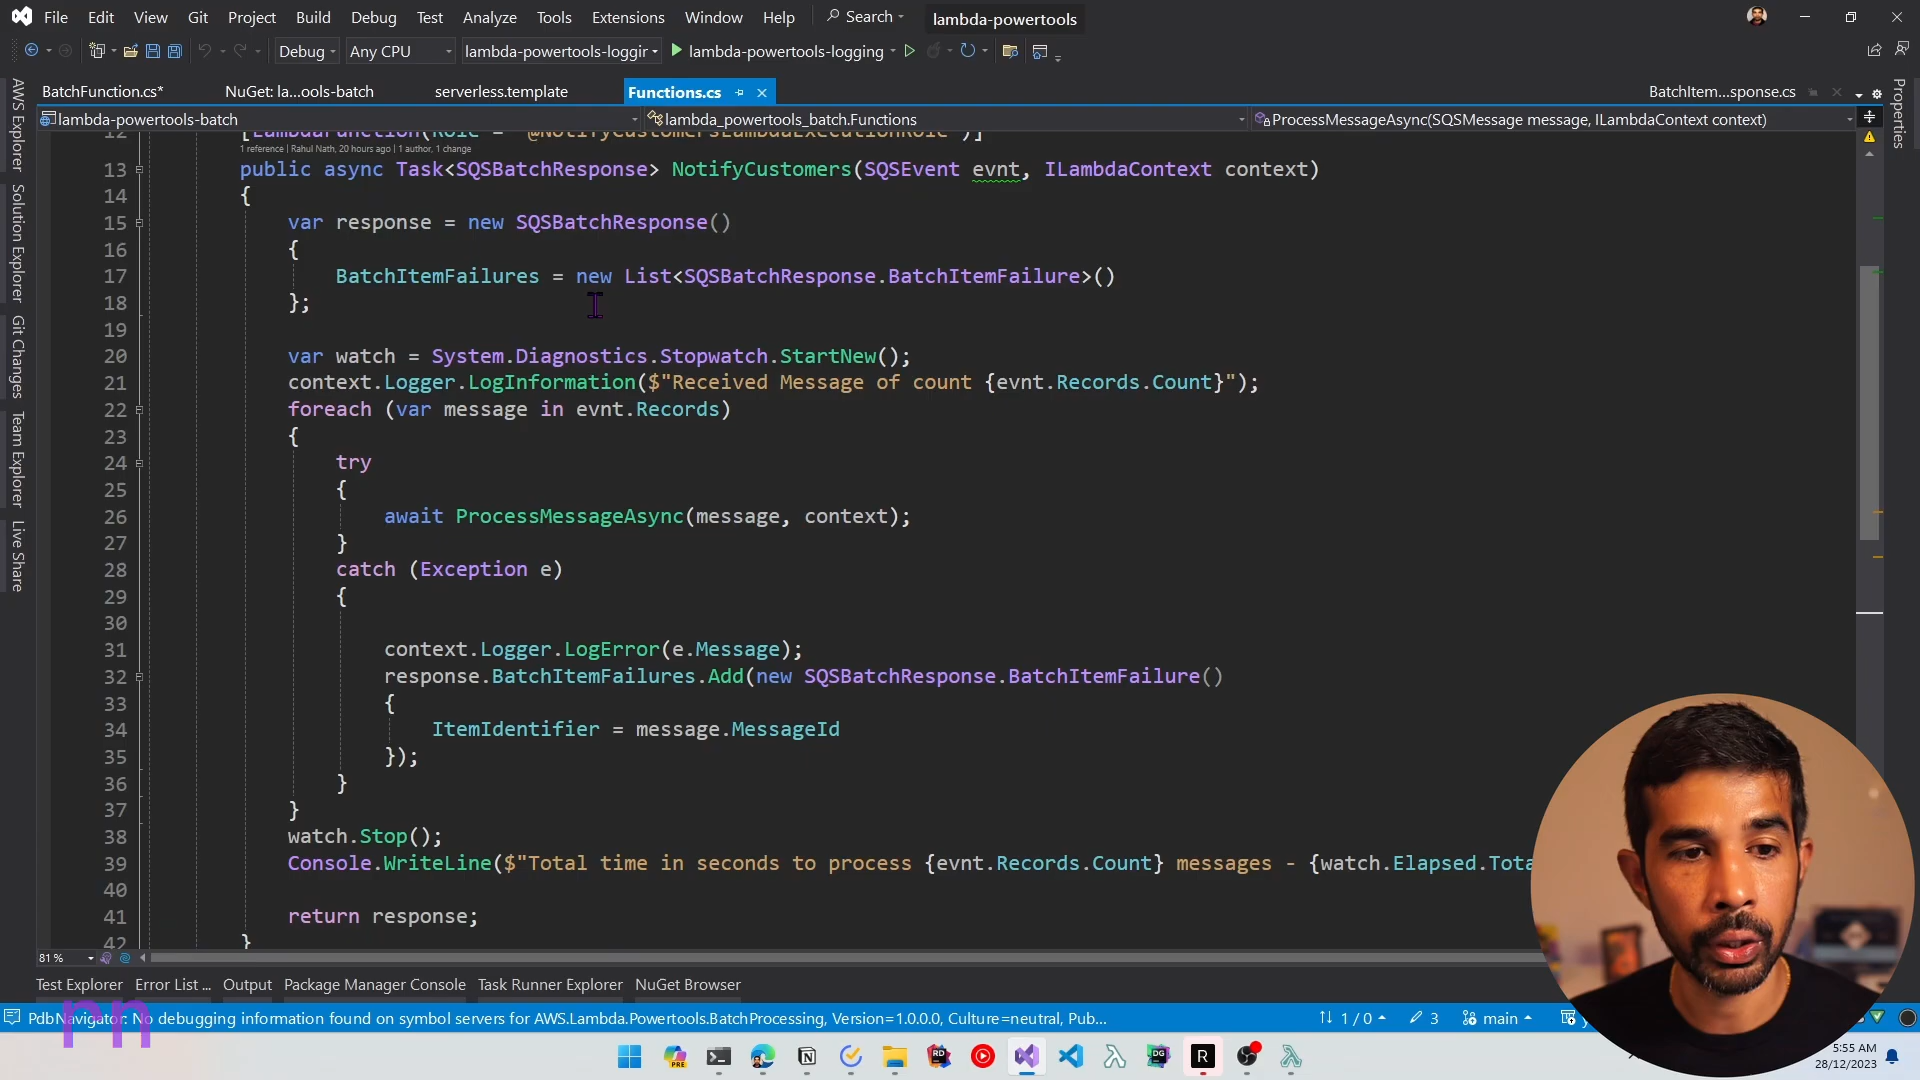 File Edit View Git Project Build Debug Test Analyze Tools Extensions Window Help Search lambda-powertools
Debug Any CPU lambda-powertools-loggir lambda-powertools-logging
BatchFunction.cs* NuGet: la...ools-batch serverless.template Functions.cs BatchItem...sponse.cs
lambda-powertools-batch lambda_powertools_batch.Functions ProcessMessageAsync(SQSMessage message, ILambdaContext context)
AWS Explorer
Solution Explorer
Git Changes
Team Explorer
Live Share
Properties
12 [LambdaFunction(Role = "@NotifyCustomersLambdaExecutionRole")]
1 reference | Rahul Nath, 20 hours ago | 1 author, 1 change
13 public async Task<SQSBatchResponse> NotifyCustomers(SQSEvent evnt, ILambdaContext context)
14 {
15 var response = new SQSBatchResponse()
16 {
17 BatchItemFailures = new List<SQSBatchResponse.BatchItemFailure>()
18 };
19
20 var watch = System.Diagnostics.Stopwatch.StartNew();
21 context.Logger.LogInformation($"Received Message of count {evnt.Records.Count}");
22 foreach (var message in evnt.Records)
23 {
24 try
25 {
26 await ProcessMessageAsync(message, context);
27 }
28 catch (Exception e)
29 {
30
31 context.Logger.LogError(e.Message);
32 response.BatchItemFailures.Add(new SQSBatchResponse.BatchItemFailure()
33 {
34 ItemIdentifier = message.MessageId
35 });
36 }
37 }
38 watch.Stop();
39 Console.WriteLine($"Total time in seconds to process {evnt.Records.Count} messages - {watch.Elapsed.Tota
40
41 return response;
42 }
81 %
Test Explorer Error List ... Output Package Manager Console Task Runner Explorer NuGet Browser
PdbNavigator: No debugging information found on symbol servers for AWS.Lambda.Powertools.BatchProcessing, Version=1.0.0.0, Culture=neutral, Pub... 1 / 0 3 main
rn
PRE RD DG R
5:55 AM
28/12/2023